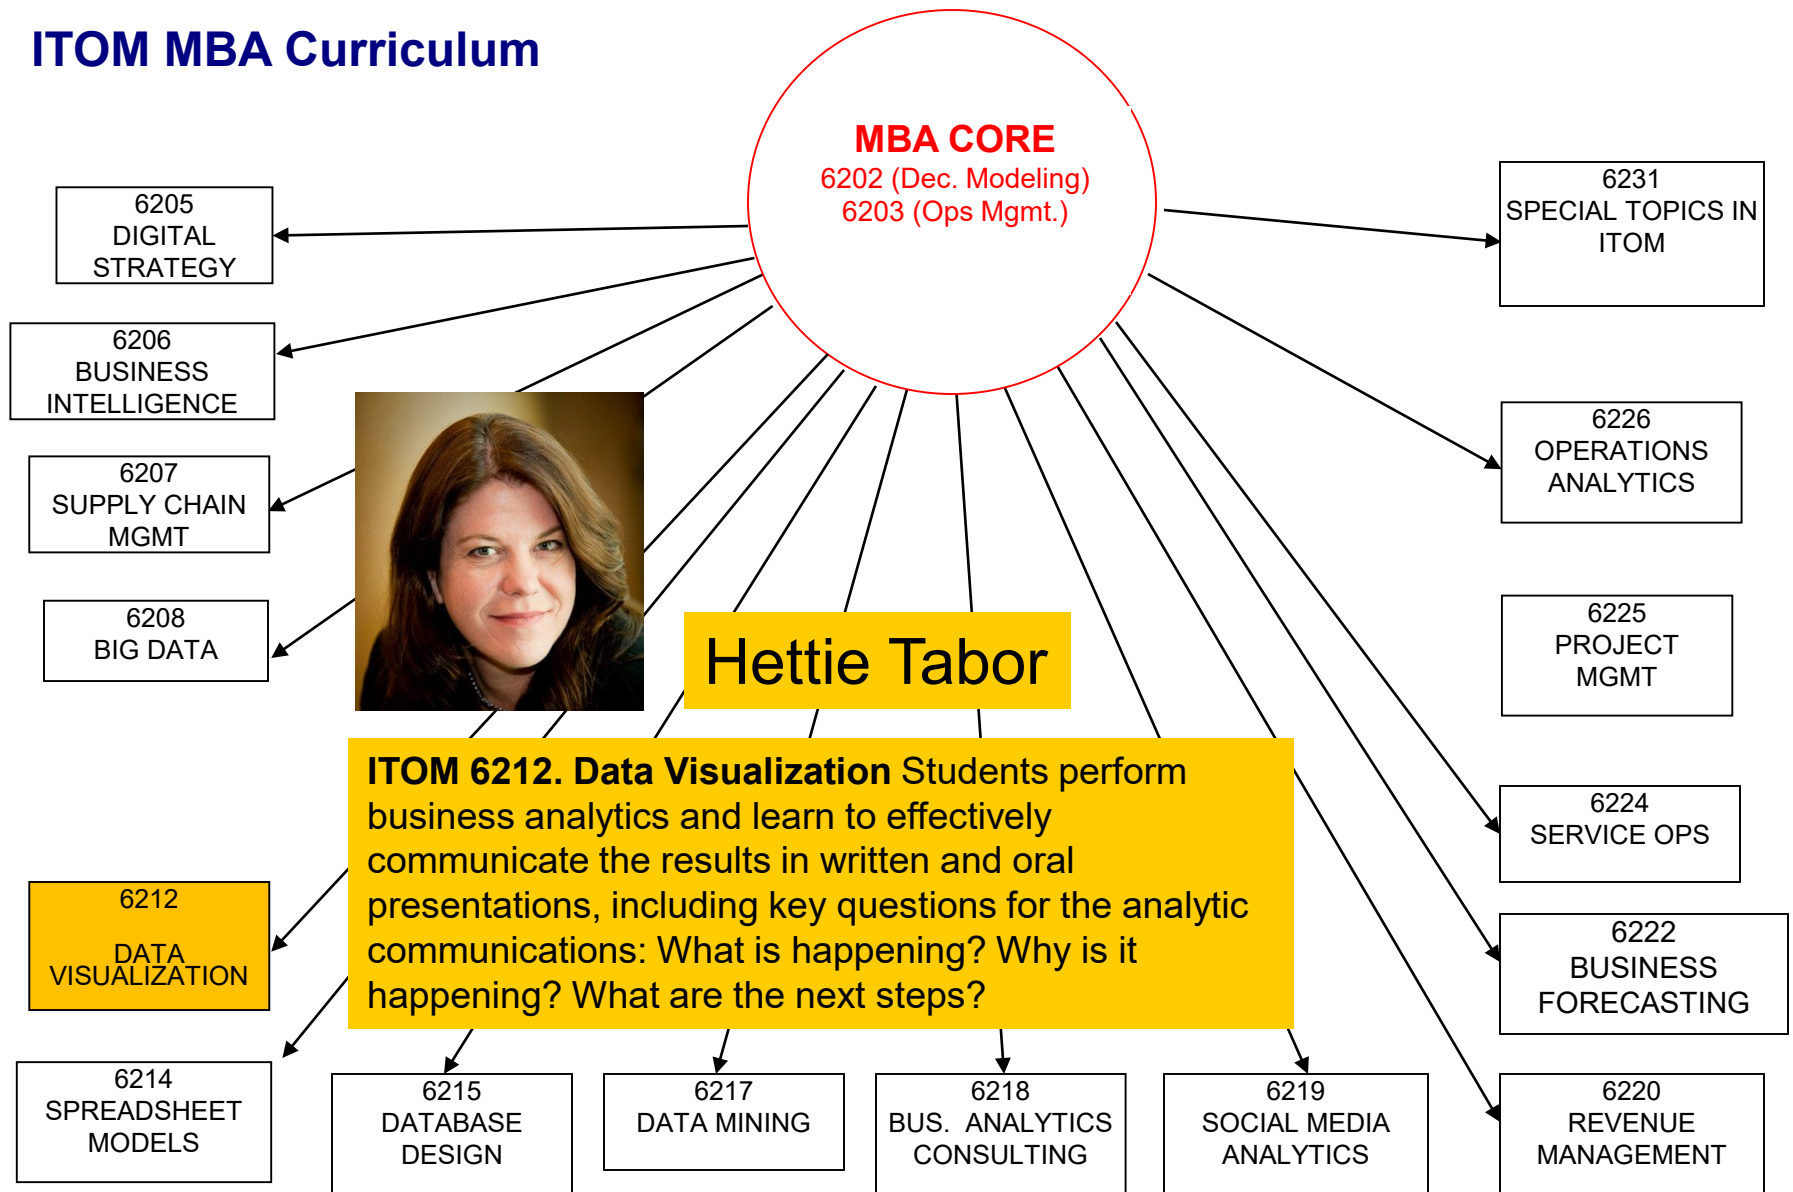 ITOM MBA Curriculum
MBA CORE
6202 (Dec. Modeling)
6203 (Ops Mgmt.)
6205
DIGITAL
STRATEGY
6206
BUSINESS
INTELLIGENCE
6207
SUPPLY CHAIN
MGMT
6208
BIG DATA
6212
DATA
VISUALIZATION
6214
SPREADSHEET
MODELS
6215
DATABASE
DESIGN
6217
DATA MINING
6218
BUS. ANALYTICS
CONSULTING
6219
SOCIAL MEDIA
ANALYTICS
6220
REVENUE
MANAGEMENT
6222
BUSINESS
FORECASTING
6224
SERVICE OPS
6225
PROJECT
MGMT
6226
OPERATIONS
ANALYTICS
6231
SPECIAL TOPICS IN
ITOM
Hettie Tabor
ITOM 6212. Data Visualization Students perform
business analytics and learn to effectively
communicate the results in written and oral
presentations, including key questions for the analytic
communications: What is happening? Why is it
happening? What are the next steps?